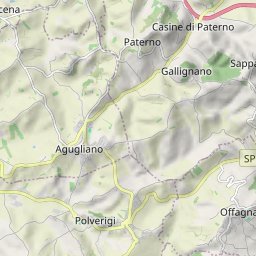 cena
Casine di Paterno
Paterno
Gallignano
Sappa
Agugliano
SP
Offagna
Polverigi